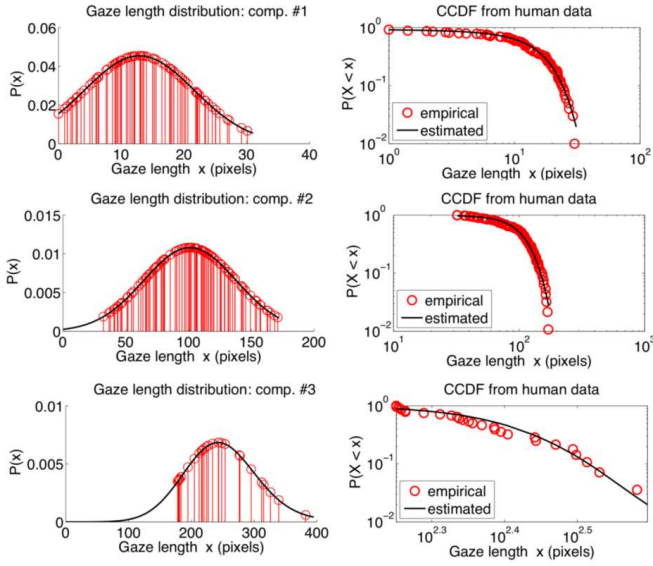 Gaze length distribution: comp. #1
P(x)
0.06
0.04
0.02
0
0 10 20 30 40
Gaze length x (pixels)
CCDF from human data
P(X < x)
10^0
10^-1
10^-2
empirical
estimated
10^0 10^1 10^2
Gaze length x (pixels)
Gaze length distribution: comp. #2
P(x)
0.015
0.01
0.005
0
0 50 100 150 200
Gaze length x (pixels)
CCDF from human data
P(X < x)
10^0
10^-1
10^-2
empirical
estimated
10^1 10^2 10^3
Gaze length x (pixels)
Gaze length distribution: comp. #3
P(x)
0.01
0.005
0
0 100 200 300 400
Gaze length x (pixels)
CCDF from human data
P(X < x)
10^0
10^-1
10^-2
empirical
estimated
10^2.3 10^2.4 10^2.5
Gaze length x (pixels)